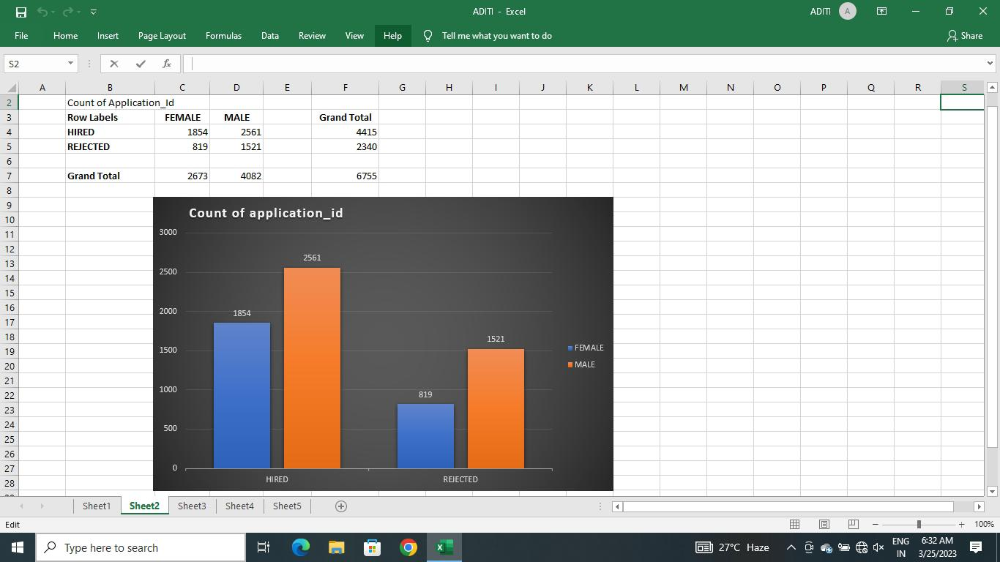 ADITI - Excel
ADITI A
File Home Insert Page Layout Formulas Data Review View Help Tell me what you want to do Share
S2 fx
A B C D E F G H I J K L M N O P Q R S
2 Count of Application_Id
3 Row Labels FEMALE MALE Grand Total
4 HIRED 1854 2561 4415
5 REJECTED 819 1521 2340
6
7 Grand Total 2673 4082 6755
8
9
10
11
12
13
14
15
16
17
18
19
20
21
22
23
24
25
26
27
28
Count of application_id
3000
2561
2500
1854
2000
1521
1500
FEMALE
MALE
819
1000
500
0
HIRED REJECTED
Sheet1 Sheet2 Sheet3 Sheet4 Sheet5
Edit 100%
Type here to search
27°C Haze
ENG
IN
6:32 AM
3/25/2023